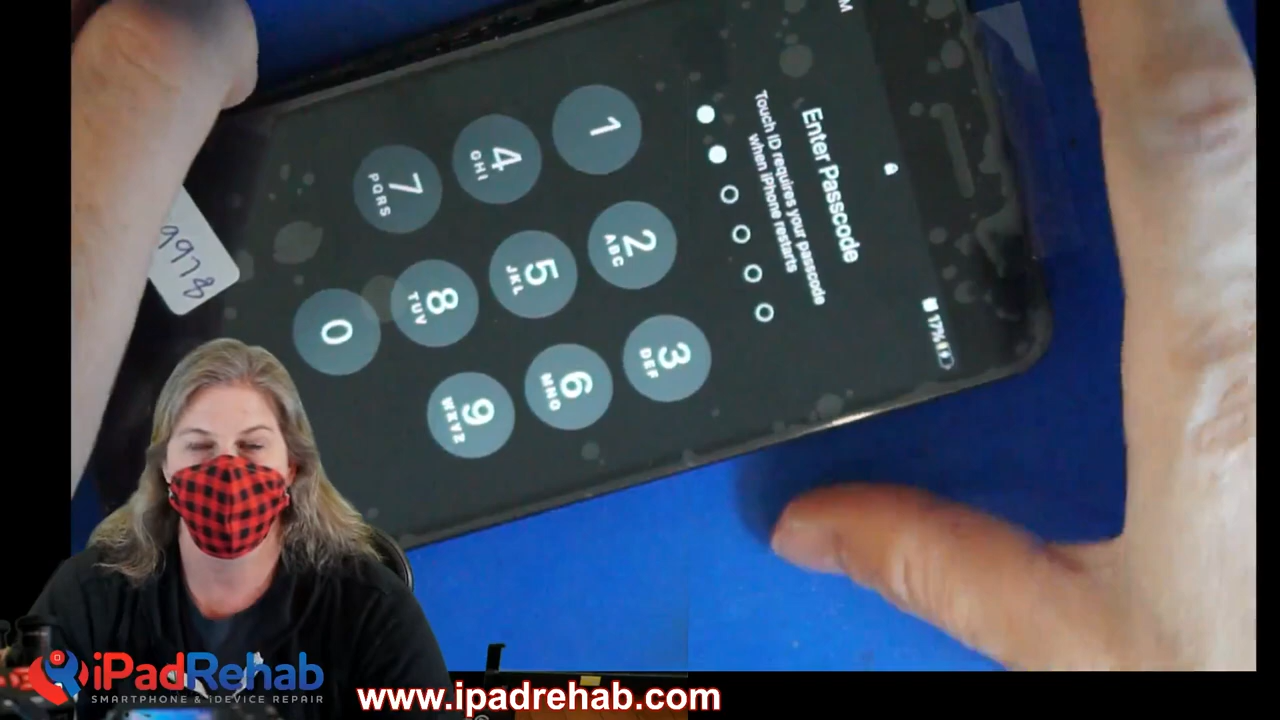 M
17%
Enter Passcode
Touch ID requires your passcode
when iPhone restarts
1
2
ABC
3
DEF
4
GHI
5
JKL
6
MNO
7
PQRS
8
TUV
9
WXYZ
0
9978
iPadRehab
SMARTPHONE & iDEVICE REPAIR
www.ipadrehab.com